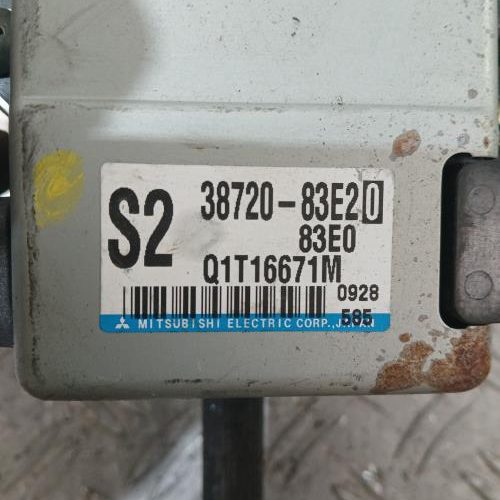 S2
38720-83E20
83E0
Q1T16671M
0928
585
MITSUBISHI ELECTRIC CORP., JAPAN